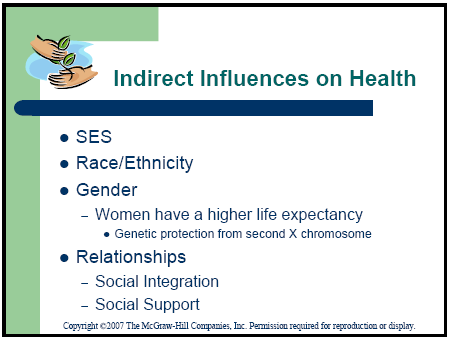 Indirect Influences on Health
● SES
● Race/Ethnicity
● Gender
– Women have a higher life expectancy
● Genetic protection from second X chromosome
● Relationships
– Social Integration
– Social Support
Copyright ©2007 The McGraw-Hill Companies, Inc. Permission required for reproduction or display.